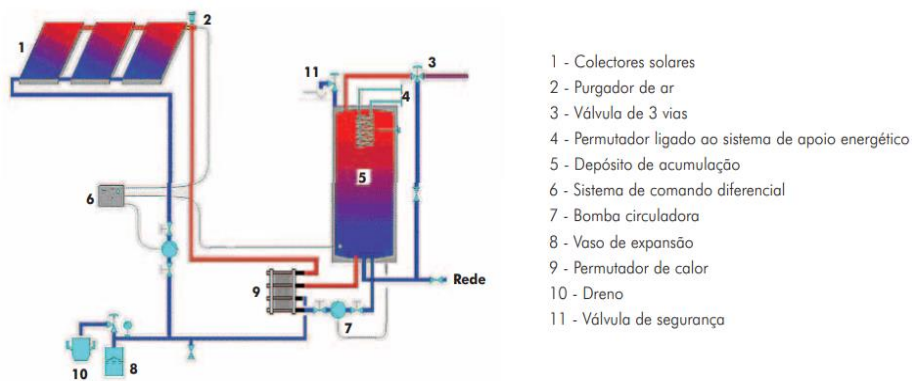 1
2
3
4
5
6
7
8
9
10
11
Rede
1 - Colectores solares
2 - Purgador de ar
3 - Válvula de 3 vias
4 - Permutador ligado ao sistema de apoio energético
5 - Depósito de acumulação
6 - Sistema de comando diferencial
7 - Bomba circuladora
8 - Vaso de expansão
9 - Permutador de calor
10 - Dreno
11 - Válvula de segurança